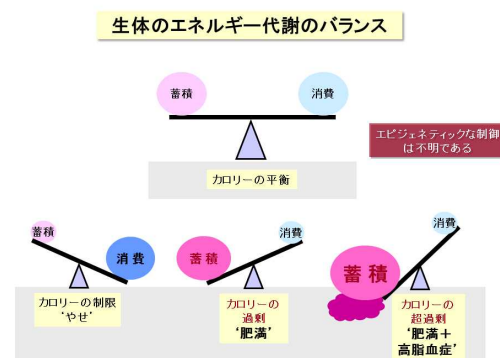 生体のエネルギー代謝のバランス
蓄積
消費
エピジェネティックな制御
は不明である
カロリーの平衡
蓄積
消費
カロリーの制限
‘やせ’
蓄積
消費
カロリーの
過剰
‘肥満’
蓄積
消費
カロリーの
超過剰
‘肥満＋
高脂血症’